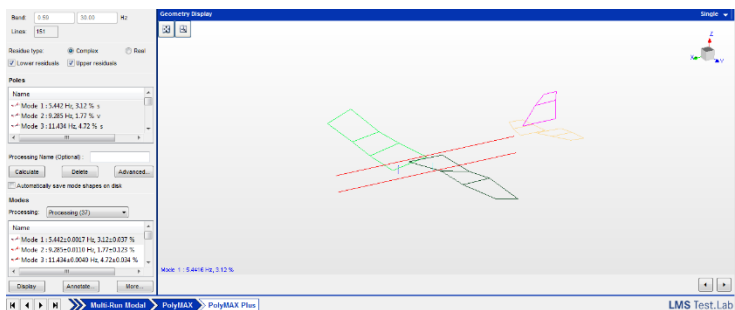 Band: 0.50 30.00 Hz
Lines: 151
Residue type: Complex Real
Lower residuals Upper residuals
Poles
Name
Mode 1 : 5.442 Hz, 3.12 % s
Mode 2 : 9.285 Hz, 1.77 % v
Mode 3 : 11.434 Hz, 4.72 % s
Processing Name (Optional) :
Calculate Delete Advanced...
Automatically save mode shapes on disk
Modes
Processing: Processing (37)
Name
Mode 1 : 5.442±0.0017 Hz, 3.12±0.037 %
Mode 2 : 9.285±0.0110 Hz, 1.77±0.123 %
Mode 3 : 11.434±0.0040 Hz, 4.72±0.034 %
Display Annotate... More...
Geometry Display Single
Z
X
Y
Mode 1 : 5.4416 Hz, 3.12 %
Multi-Run Modal PolyMAX PolyMAX Plus
LMS Test.Lab